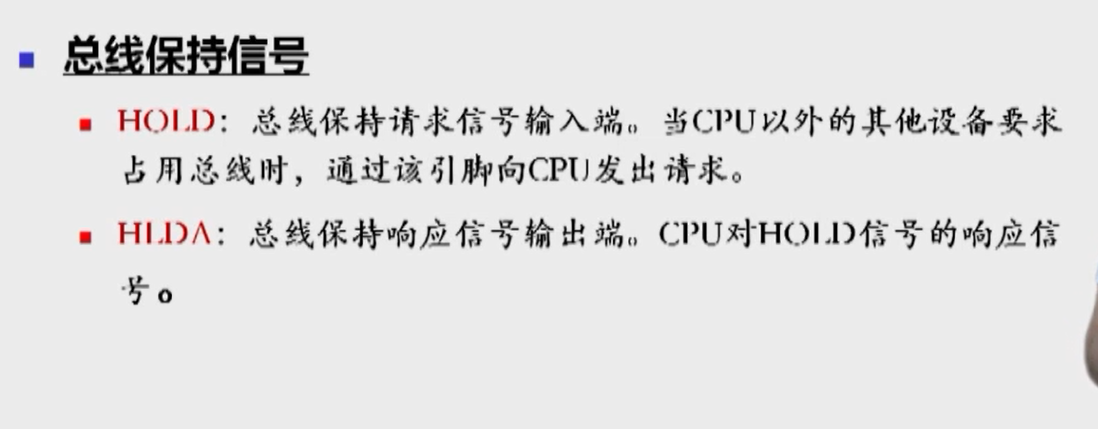 总线保持信号
HOLD：总线保持请求信号输入端。当CPU以外的其他设备要求
占用总线时，通过该引脚向CPU发出请求。
HLDA：总线保持响应信号输出端。CPU对HOLD信号的响应信
号。